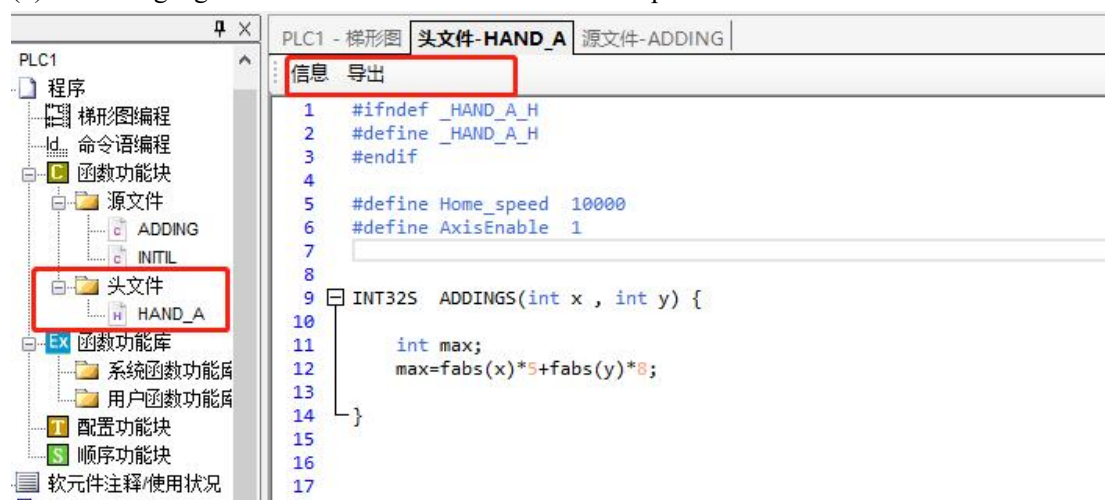 PLC1
程序
梯形图编程
命令语编程
函数功能块
源文件
ADDING
INITIL
头文件
HAND_A
Ex 函数功能库
系统函数功能库
用户函数功能库
T 配置功能块
S 顺序功能块
软元件注释/使用状况
PLC1 - 梯形图 头文件-HAND_A 源文件-ADDING
信息 导出
1 #ifndef _HAND_A_H
2 #define _HAND_A_H
3 #endif
4
5 #define Home_speed 10000
6 #define AxisEnable 1
7
8
9 INT32S ADDINGS(int x , int y) {
10
11 int max;
12 max=fabs(x)*5+fabs(y)*8;
13
14 }
15
16
17